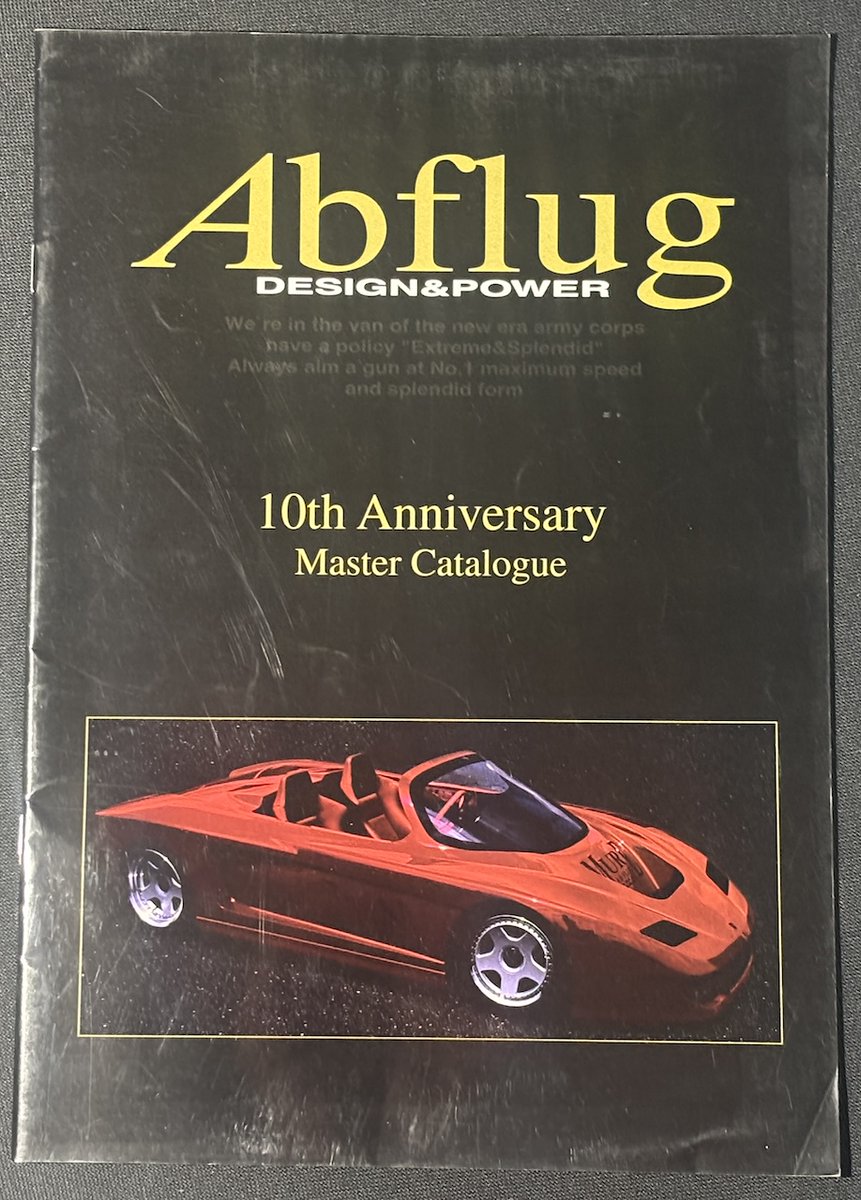 Abflug
DESIGN&POWER
We're in the van of the new era army corps
have a policy "Extreme&Splendid"
Always aim a gun at No.1 maximum speed
and splendid form
10th Anniversary
Master Catalogue